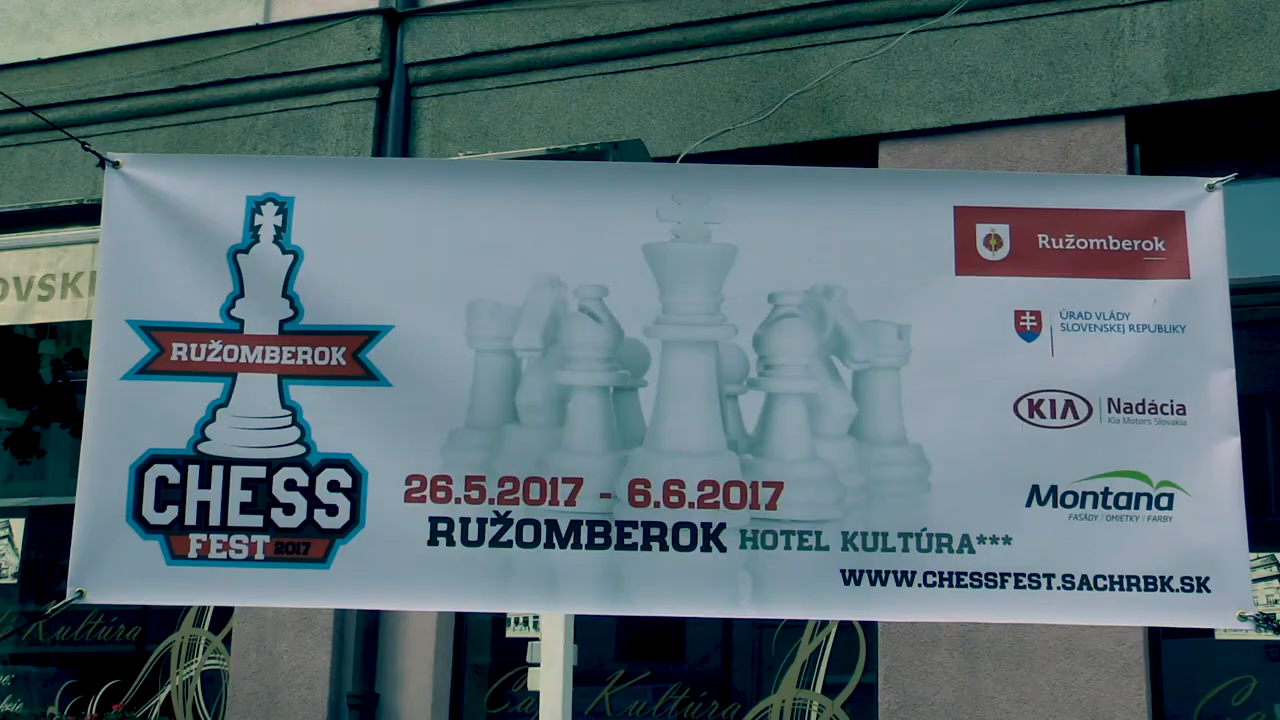 OVSKI
RUŽOMBEROK
CHESS
FEST 2017
26.5.2017 - 6.6.2017
RUŽOMBEROK HOTEL KULTÚRA***
WWW.CHESSFEST.SACHRBK.SK
Ružomberok
ÚRAD VLÁDY
SLOVENSKEJ REPUBLIKY
KIA Nadácia
Kia Motors Slovakia
Montana
FASÁDY / OMIETKY / FARBY
Kultúra
Kultúra